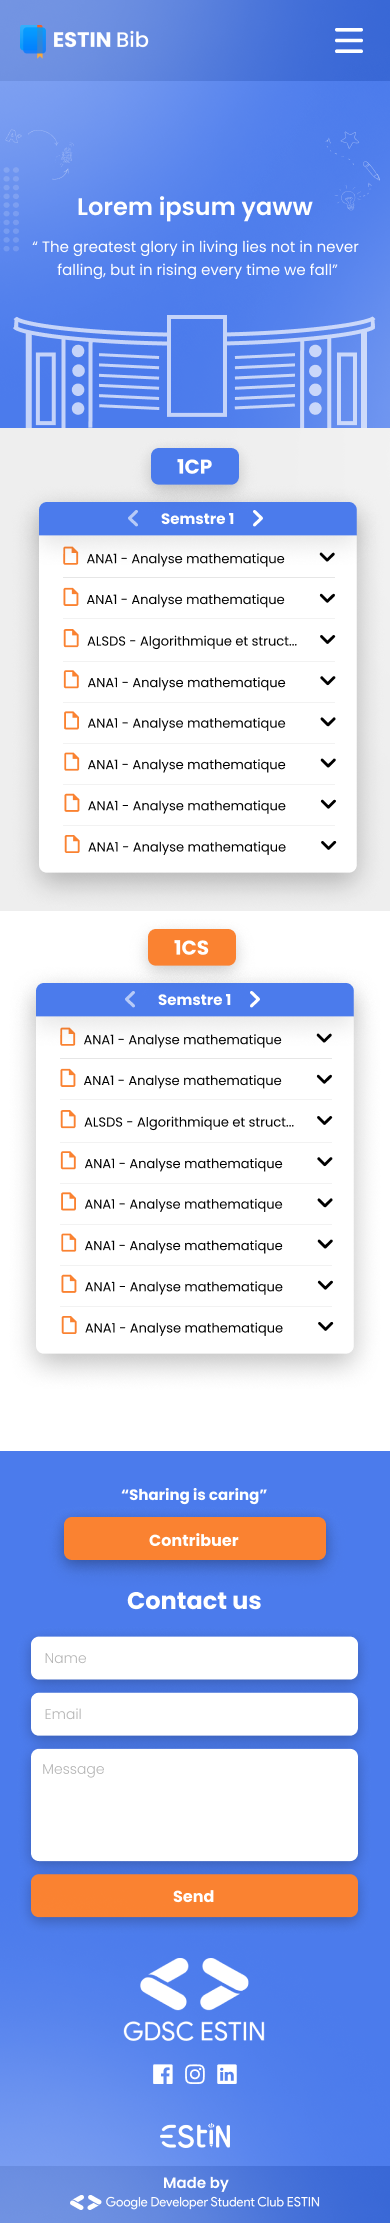 ESTIN Bib
Lorem ipsum yaww
“ The greatest glory in living lies not in never
falling, but in rising every time we fall”
1CP
Semstre 1
ANA1 - Analyse mathematique
ANA1 - Analyse mathematique
ALSDS - Algorithmique et struct...
ANA1 - Analyse mathematique
ANA1 - Analyse mathematique
ANA1 - Analyse mathematique
ANA1 - Analyse mathematique
ANA1 - Analyse mathematique
1CS
Semstre 1
ANA1 - Analyse mathematique
ANA1 - Analyse mathematique
ALSDS - Algorithmique et struct...
ANA1 - Analyse mathematique
ANA1 - Analyse mathematique
ANA1 - Analyse mathematique
ANA1 - Analyse mathematique
ANA1 - Analyse mathematique
“Sharing is caring”
Contribuer
Contact us
Name
Email
Message
Send
GDSC ESTIN
ESTIN
Made by
Google Developer Student Club ESTIN